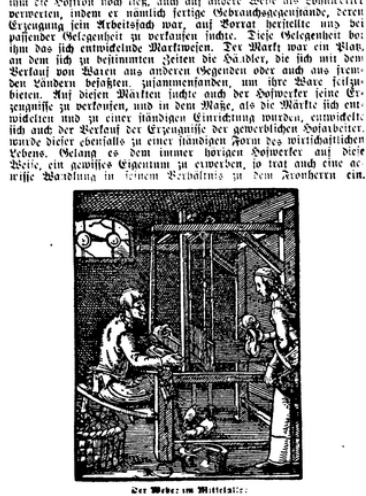 ihm die Hoffron noch ließ, auch auf andere Weise als Lohnarbeiter
verwerten, indem er nämlich fertige Gebrauchsgegenstände, deren
Erzeugung sein Arbeitsfach war, auf Vorrat herstellte und bei
passender Gelegenheit zu verkaufen suchte. Diese Gelegenheit bot
ihm das sich entwickelnde Marktwesen. Der Markt war ein Platz,
an dem sich zu bestimmten Zeiten die Händler, die sich mit dem
Verkauf von Waren aus anderen Gegenden oder auch aus frem-
den Ländern befaßten, zusammenfanden, um ihre Ware feilzu-
bieten. Auf diesen Märkten suchte auch der Hofwerker seine Er-
zeugnisse zu verkaufen, und in dem Maße, als die Märkte sich ent-
wickelten und zu einer ständigen Einrichtung wurden, entwickelte
sich auch der Verkauf der Erzeugnisse der gewerblichen Hofarbeiter,
wurde dieser ebenfalls zu einer ständigen Form des wirtschaftlichen
Lebens. Gelang es dem immer hörigen Hofwerker auf diese
Weise, ein gewisses Eigentum zu erwerben, so trat auch eine ge-
wisse Wandlung in seinem Verhältnis zu dem Fronherrn ein.
Der Weber im Mittelalter